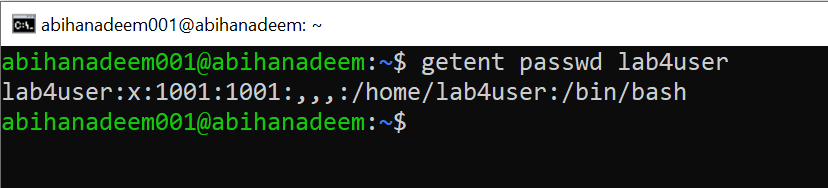 abihanadeem001@abihanadeem: ~
abihanadeem001@abihanadeem:~$ getent passwd lab4user
lab4user:x:1001:1001:,,,:/home/lab4user:/bin/bash
abihanadeem001@abihanadeem:~$